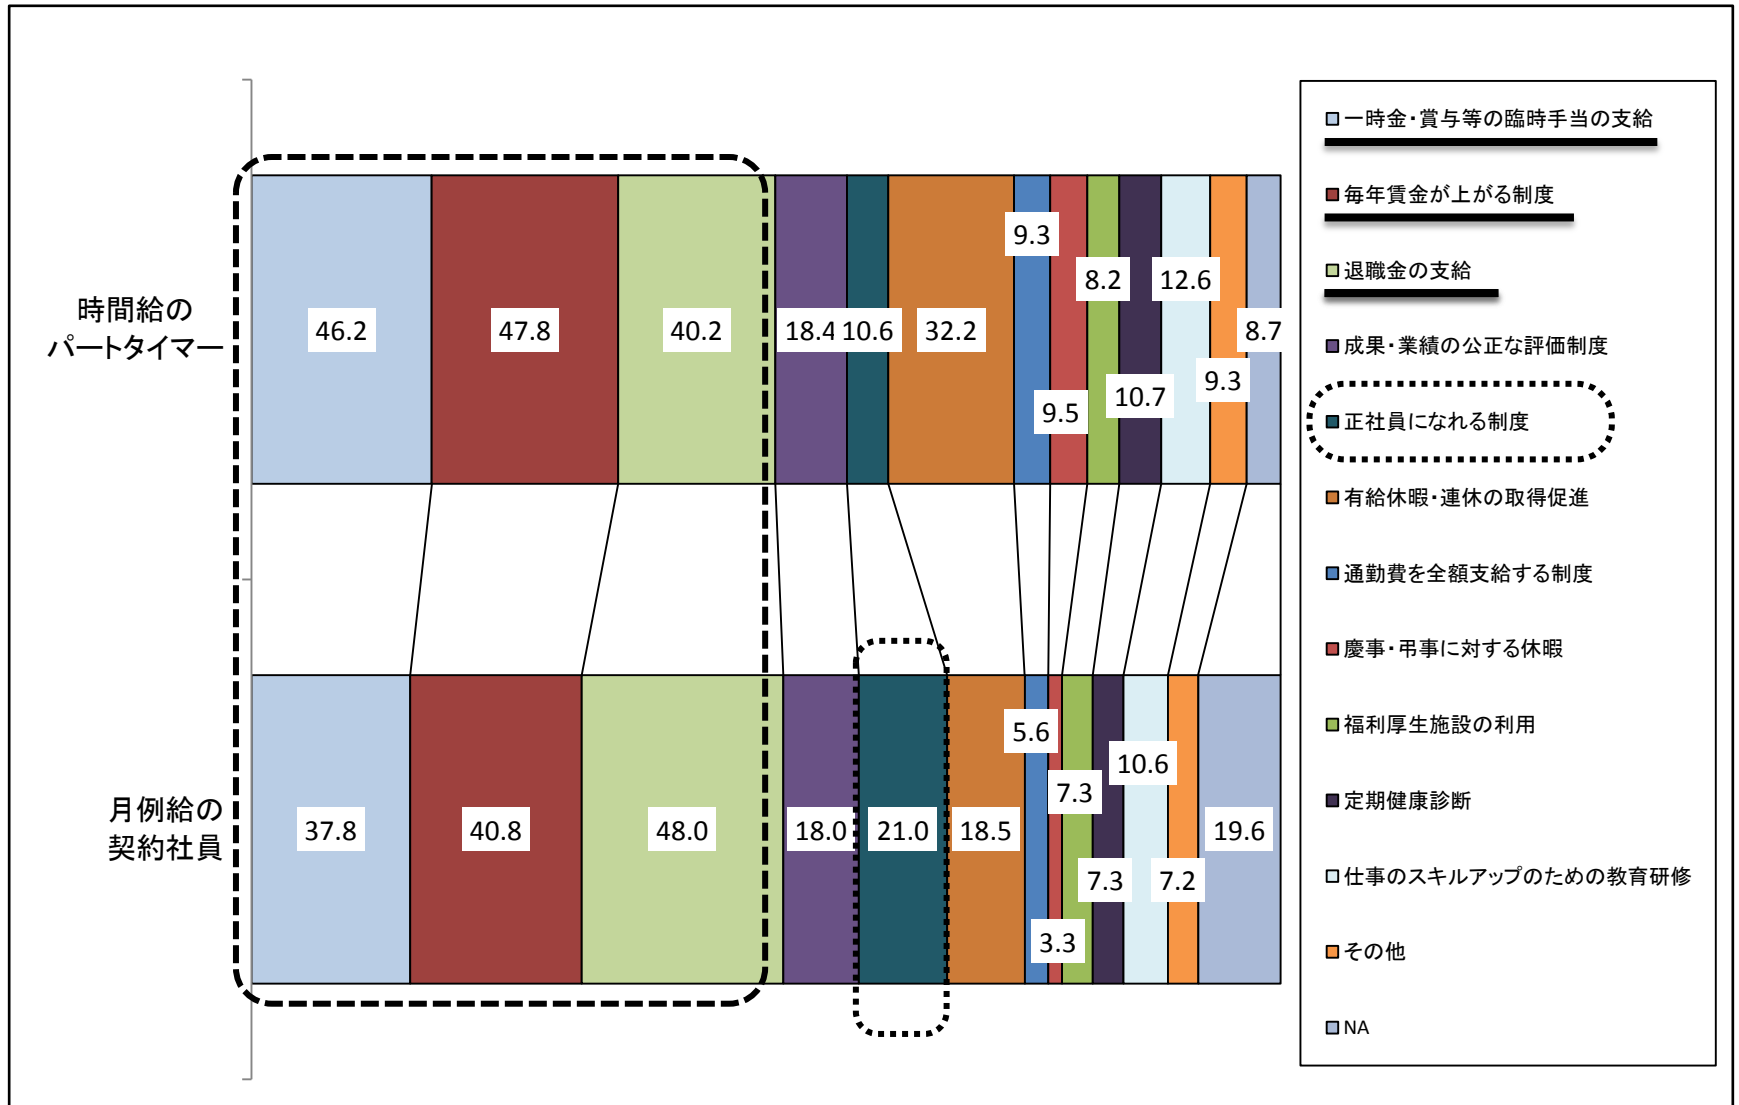 時間給の
パートタイマー
46.2
47.8
40.2
18.4
10.6
32.2
9.3
9.5
8.2
10.7
12.6
9.3
8.7
月例給の
契約社員
37.8
40.8
48.0
18.0
21.0
18.5
5.6
3.3
7.3
7.3
10.6
7.2
19.6
一時金・賞与等の臨時手当の支給
毎年賃金が上がる制度
退職金の支給
成果・業績の公正な評価制度
正社員になれる制度
有給休暇・連休の取得促進
通勤費を全額支給する制度
慶事・弔事に対する休暇
福利厚生施設の利用
定期健康診断
仕事のスキルアップのための教育研修
その他
NA